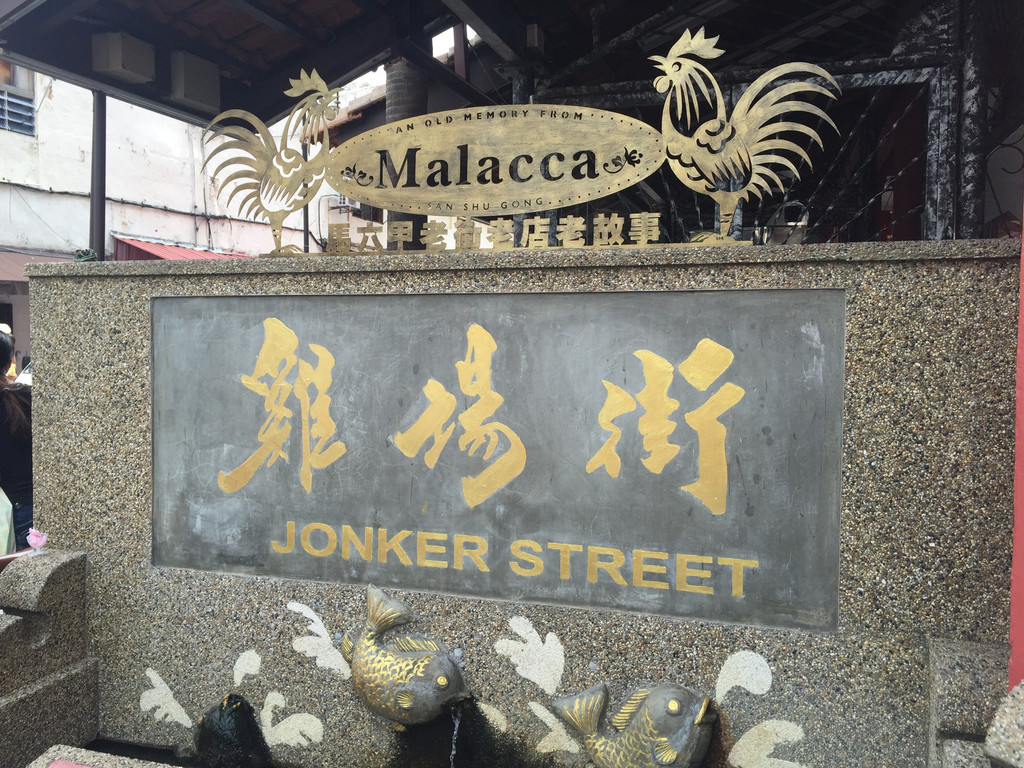 AN OLD MEMORY FROM
Malacca
SAN SHU GONG
馬六甲老街老店老故事
雞場街
JONKER STREET